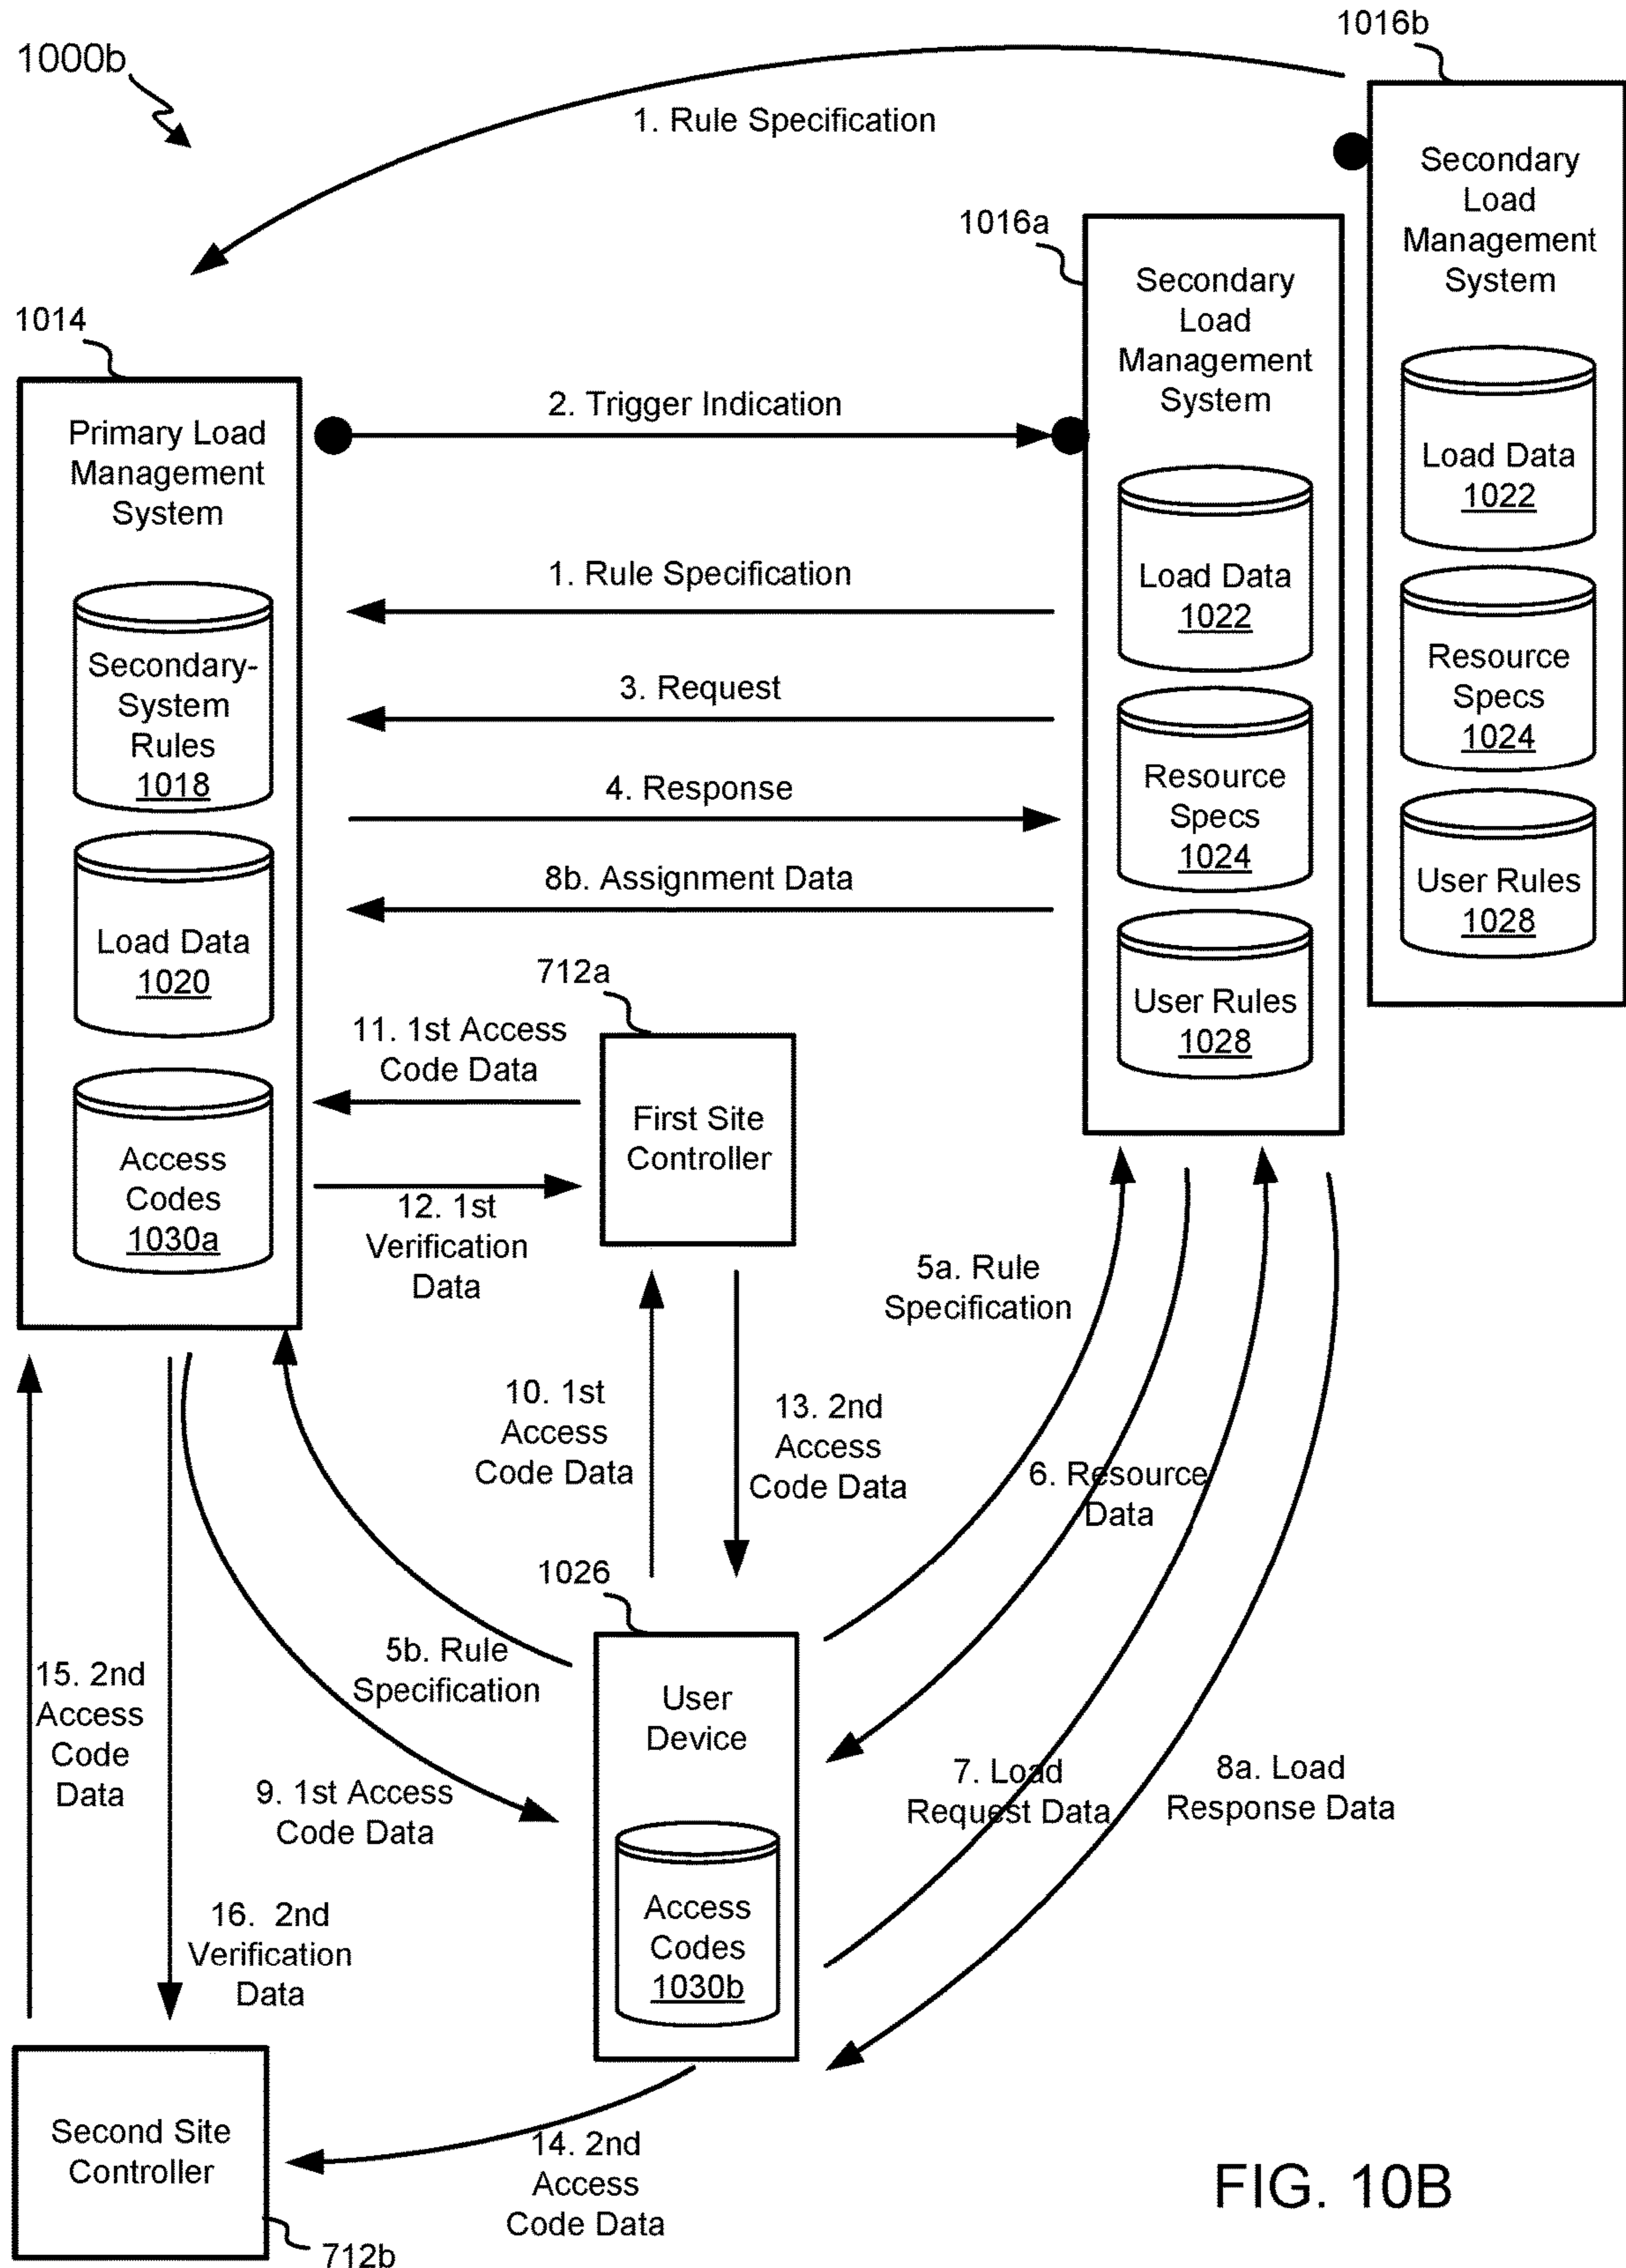 1016b
1000b
1. Rule Specification
Secondary
Load
Management
System
1016a
Secondary
Load
Management
System
1014
Load Data
1022
Primary Load
Management
System
2. Trigger Indication
Load Data
1022
1. Rule Specification
Resource
Specs
1024
Secondary-
System
Rules
1018
3. Request
Resource
Specs
1024
4. Response
User Rules
1028
8b. Assignment Data
Load Data
1020
712a
User Rules
1028
11. 1st Access
Code Data
First Site
Controller
Access
Codes
1030a
12. 1st
Verification
Data
5a. Rule
Specification
10. 1st
Access
Code Data
13. 2nd
Access
Code Data
6. Resource
Data
1026
5b. Rule
Specification
15. 2nd
Access
Code
Data
User
Device
9. 1st Access
Code Data
7. Load
Request Data
8a. Load
Response Data
16. 2nd
Verification
Data
Access
Codes
1030b
Second Site
Controller
14. 2nd
Access
Code Data
712b
FIG. 10B